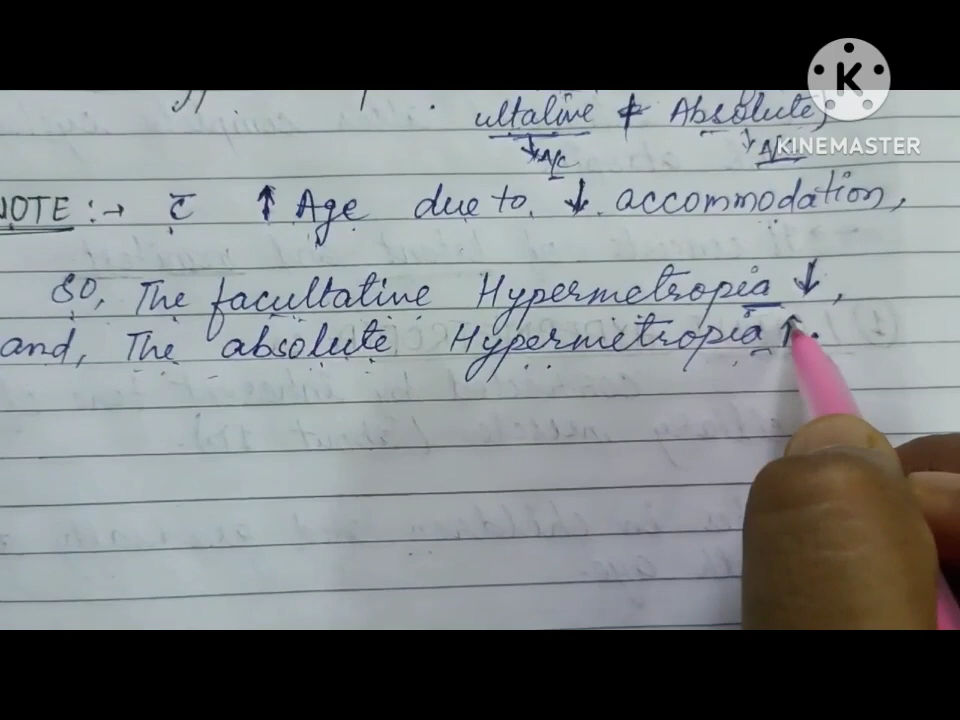 K
KINEMASTER
ultative & Absolute)
↓ A/c ↓ A/c
NOTE :→ c̄ ↑ Age due to ↓ accommodation,
SO, The facultative Hypermetropia ↓,
and, The absolute Hypermetropia ↑.